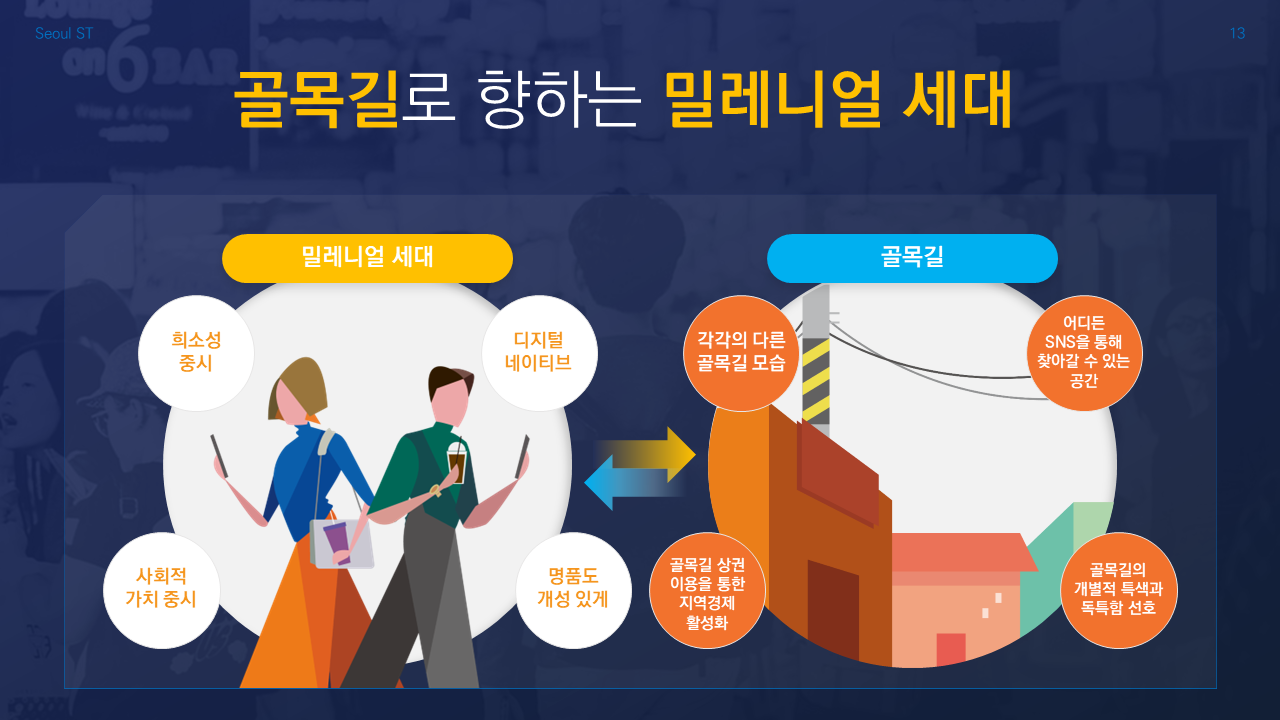 Seoul ST
13
Lounge
on6 BAR
골목길로 향하는 밀레니얼 세대
밀레니얼 세대
희소성
중시
디지털
네이티브
사회적
가치 중시
명품도
개성 있게
골목길
각각의 다른
골목길 모습
어디든
SNS을 통해
찾아갈 수 있는
공간
골목길 상권
이용을 통한
지역경제
활성화
골목길의
개별적 특색과
독특함 선호